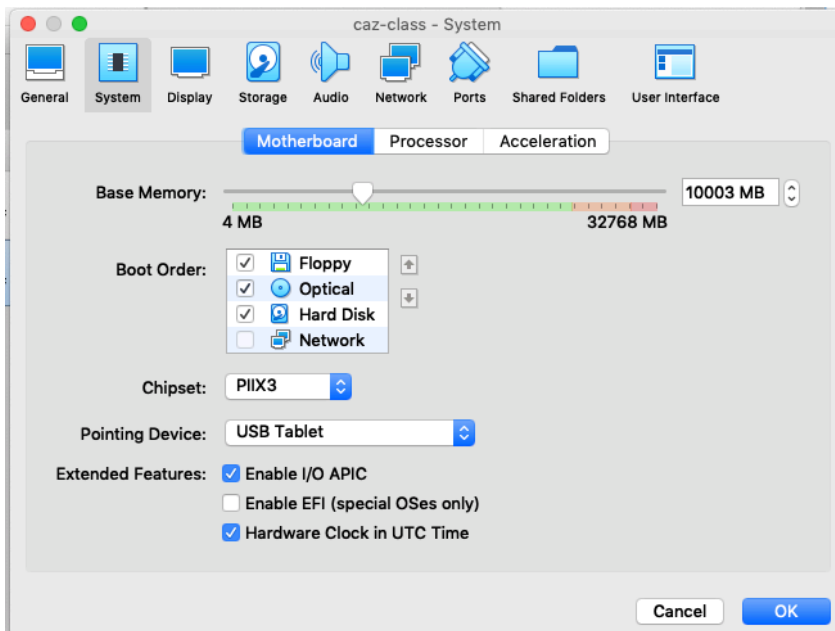 caz-class - System
General System Display Storage Audio Network Ports Shared Folders User Interface
Motherboard Processor Acceleration
Base Memory: 10003 MB
4 MB 32768 MB
Boot Order: Floppy
Optical
Hard Disk
Network
Chipset: PIIX3
Pointing Device: USB Tablet
Extended Features: Enable I/O APIC
Enable EFI (special OSes only)
Hardware Clock in UTC Time
Cancel OK